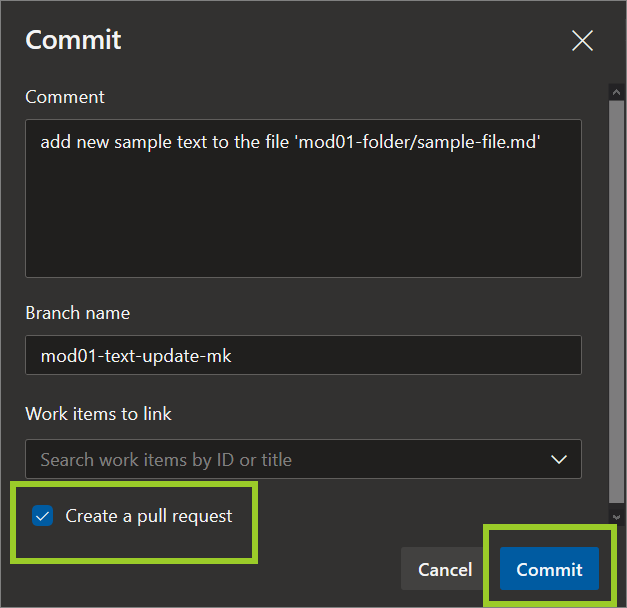 Commit
Comment
add new sample text to the file 'mod01-folder/sample-file.md'
Branch name
mod01-text-update-mk
Work items to link
Search work items by ID or title
Create a pull request
Cancel
Commit